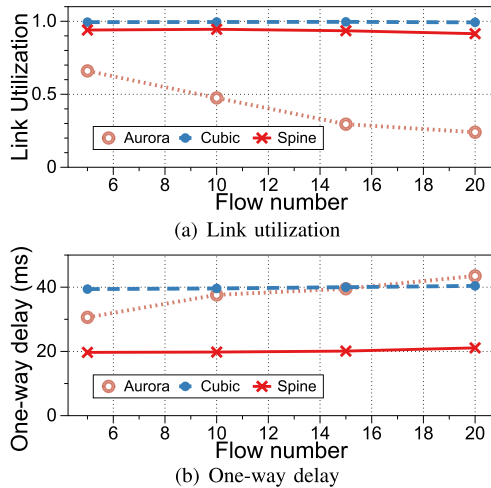 Link Utilization
1.0
0.5
0
Aurora Cubic Spine
6 8 10 12 14 16 18 20
Flow number
(a) Link utilization
One-way delay (ms)
40
20
0
Aurora Cubic Spine
6 8 10 12 14 16 18 20
Flow number
(b) One-way delay